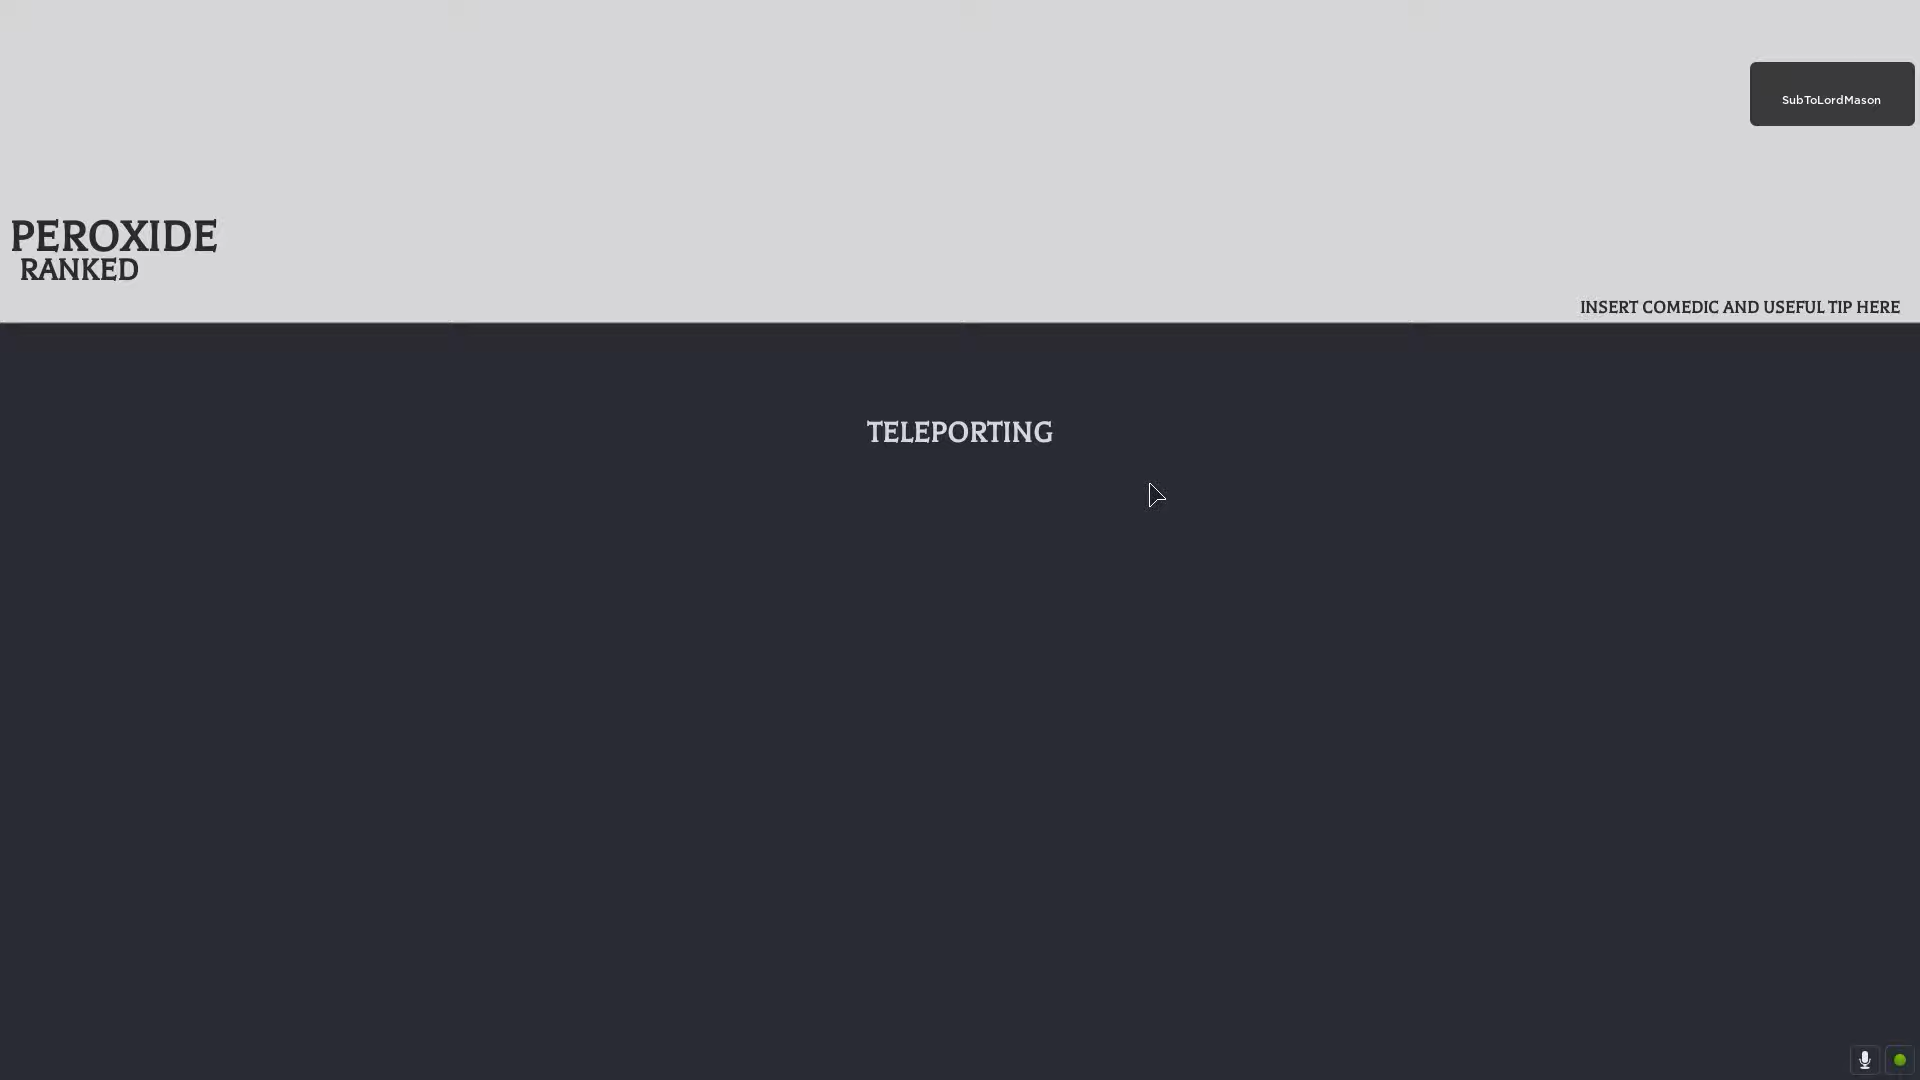 SubToLordMason
PEROXIDE
RANKED
INSERT COMEDIC AND USEFUL TIP HERE
TELEPORTING